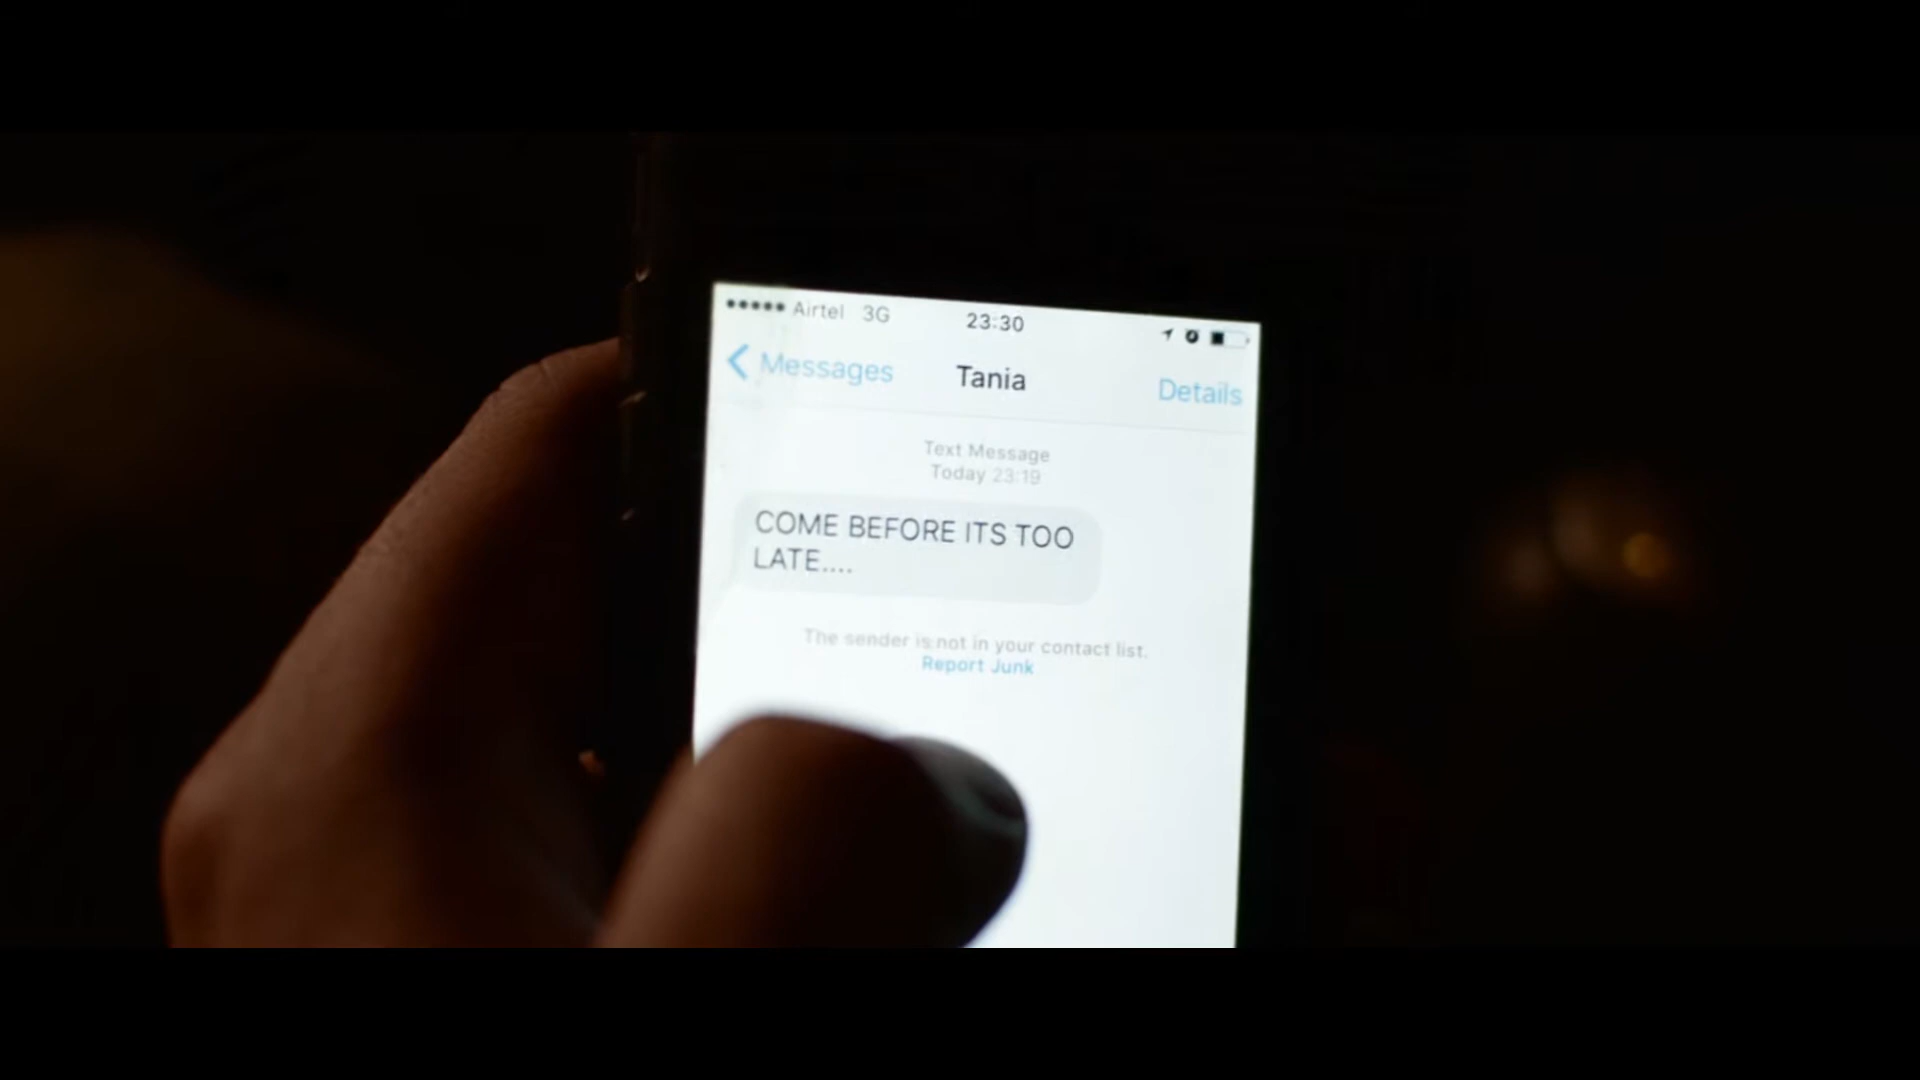 Airtel 3G 23:30
Messages Tania Details
Text Message
Today 23:19
COME BEFORE ITS TOO
LATE....
The sender is not in your contact list.
Report Junk